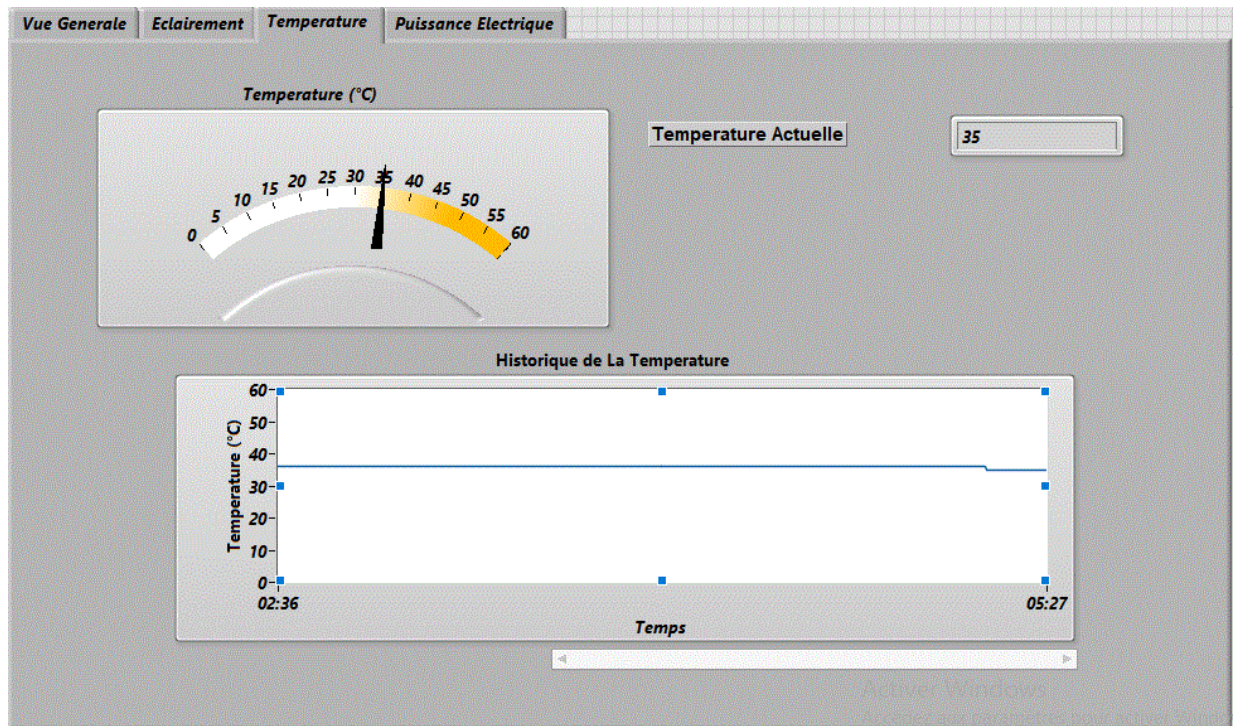 Vue Generale Eclairement Temperature Puissance Electrique
Temperature (°C)
Temperature Actuelle 35
0 5 10 15 20 25 30 35 40 45 50 55 60
Historique de La Temperature
60
50
40
30
20
10
0
Temperature (°C)
02:36 05:27
Temps
Activer Windows